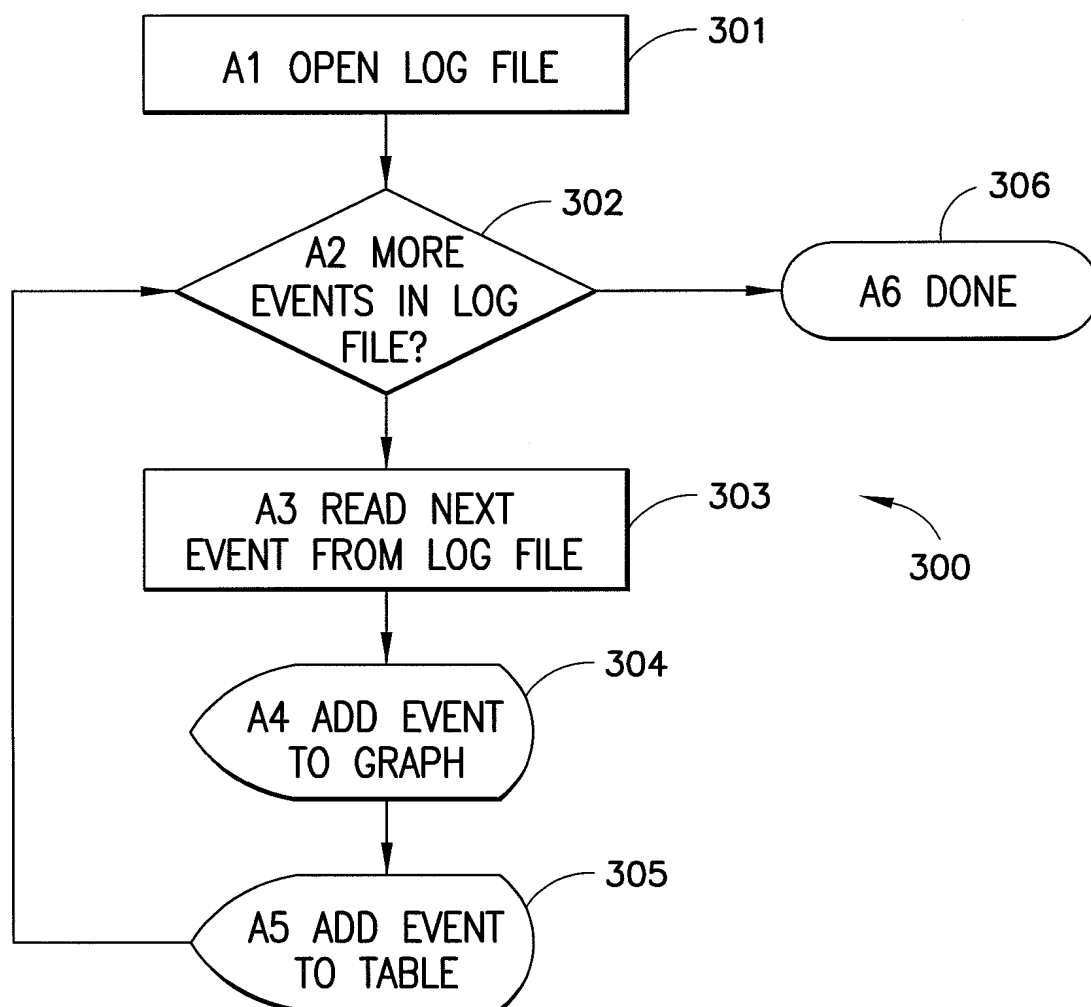 A1 OPEN LOG FILE
301
302
A2 MORE
EVENTS IN LOG
FILE?
306
A6 DONE
A3 READ NEXT
EVENT FROM LOG FILE
303
300
304
A4 ADD EVENT
TO GRAPH
305
A5 ADD EVENT
TO TABLE